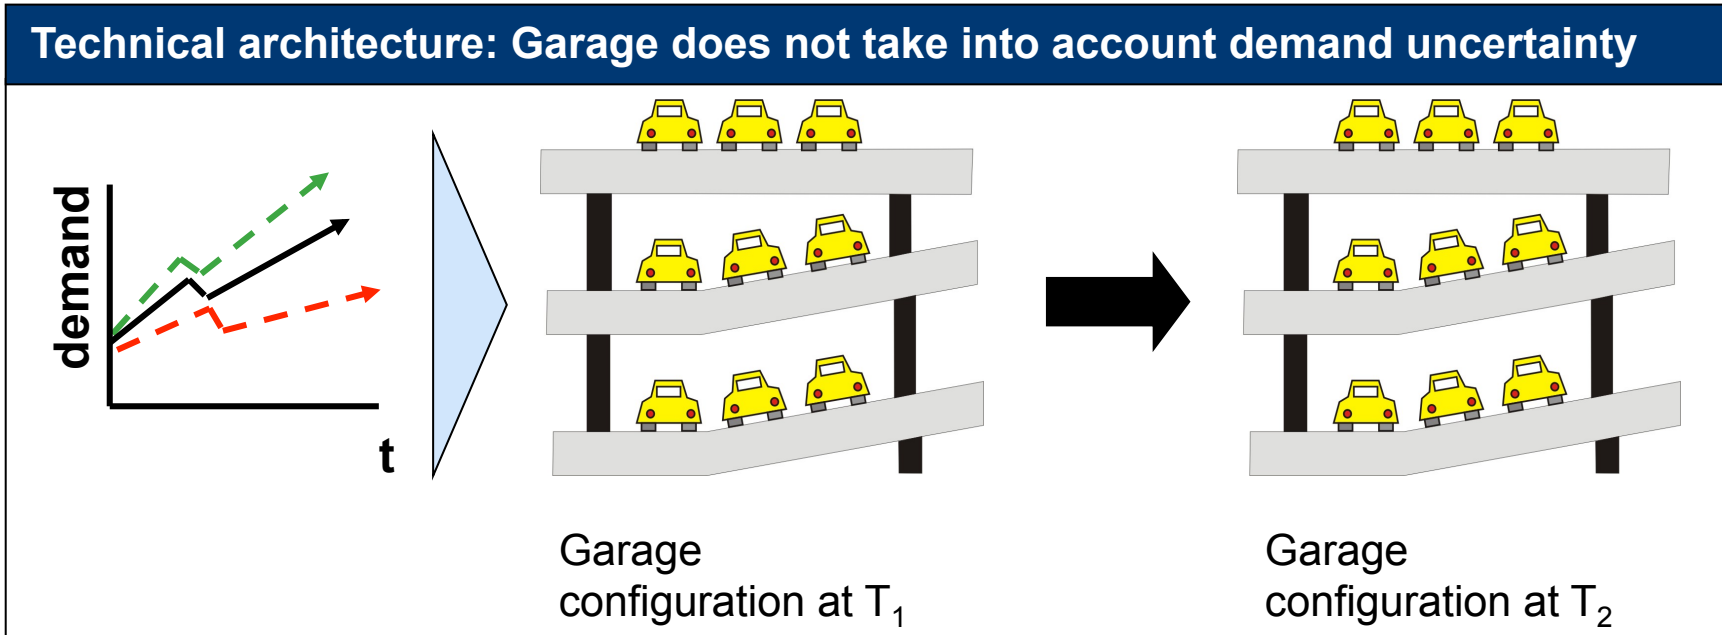 Technical architecture: Garage does not take into account demand uncertainty
demand
t
Garage
configuration at T₁
Garage
configuration at T₂